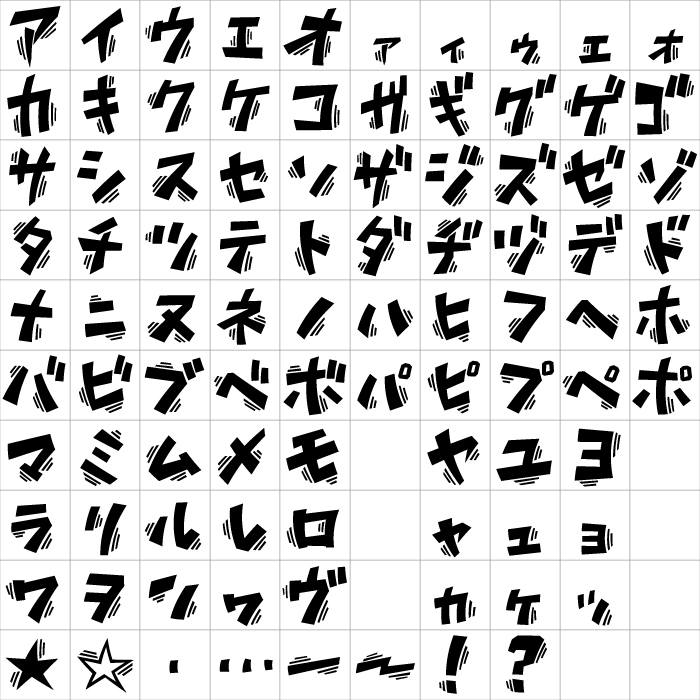 アイウエオァィゥェォ
カキクケコガギグゲゴ
サシスセソザジズゼゾ
タチツテトダヂヅデド
ナニヌネノハヒフヘホ
バビブベボパピプペポ
マミムメモヤユヨ
ラリルレロャュョ
ワヲンヮヴヵヶッ
★☆・…ー〜!?